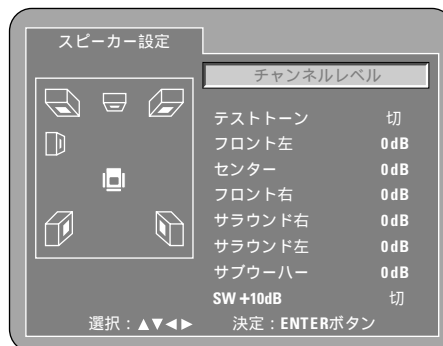 スピーカー設定
チャンネルレベル
テストトーン 切
フロント左 0dB
センター 0dB
フロント右 0dB
サラウンド右 0dB
サラウンド左 0dB
サブウーハー 0dB
SW +10dB 切
選択：▲▼◀▶ 決定：ENTERボタン